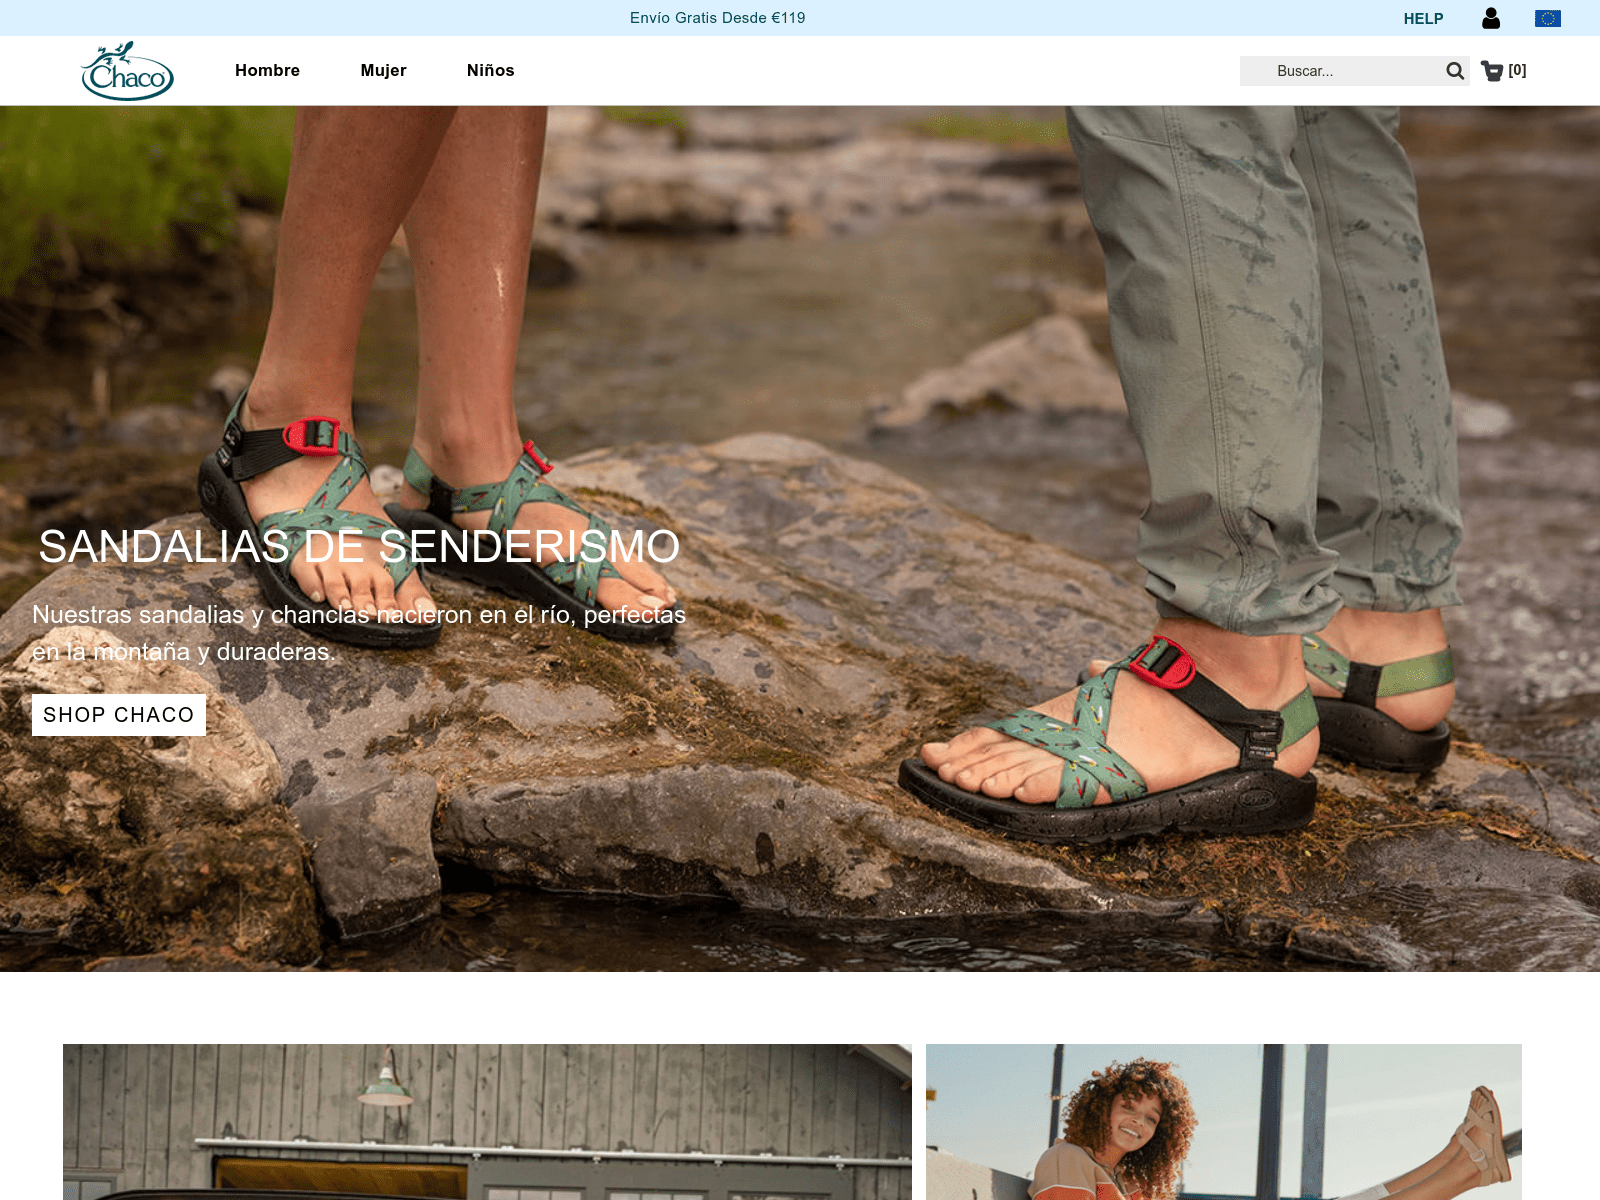 Envío Gratis Desde €119
HELP
Chaco
Hombre
Mujer
Niños
Buscar...
[0]
SANDALIAS DE SENDERISMO
Nuestras sandalias y chanclas nacieron en el río, perfectas
en la montaña y duraderas.
SHOP CHACO